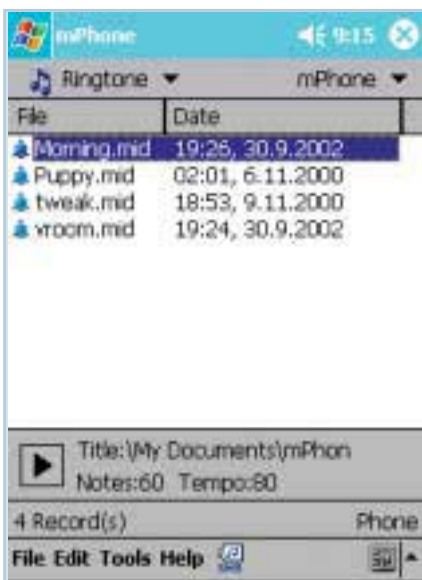 mPhone 9:15
Ringtone mPhone
File Date
Morning.mid 19:26, 30.9.2002
Puppy.mid 02:01, 6.11.2000
tweak.mid 18:53, 9.11.2000
vroom.mid 19:24, 30.9.2002
Title:\My Documents\mPhon
Notes:60 Tempo:80
4 Record(s) Phone
File Edit Tools Help